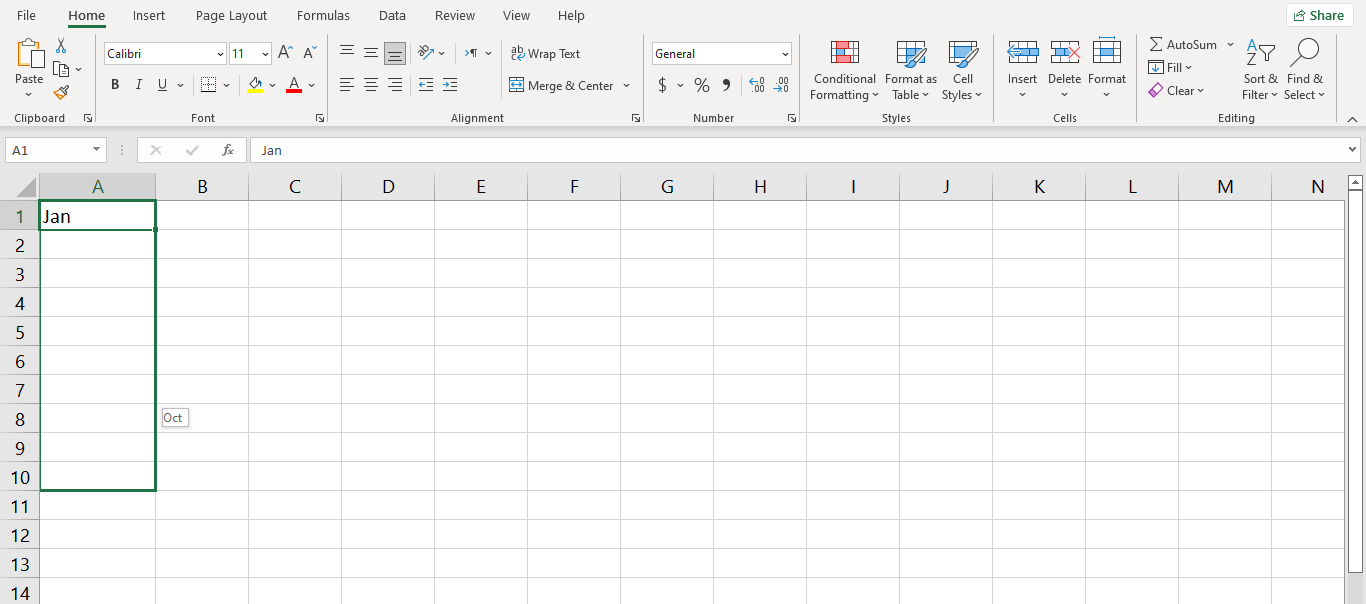 File Home Insert Page Layout Formulas Data Review View Help Share
Calibri 11 ab Wrap Text General AutoSum
Paste Conditional Formatting Format as Table Cell Styles Insert Delete Format Fill Sort & Filter Find & Select
B I U A Merge & Center $ % Clear
Clipboard Font Alignment Number Styles Cells Editing
A1 fx Jan
A B C D E F G H I J K L M N
1 Jan
2
3
4
5
6
7
8 Oct
9
10
11
12
13
14